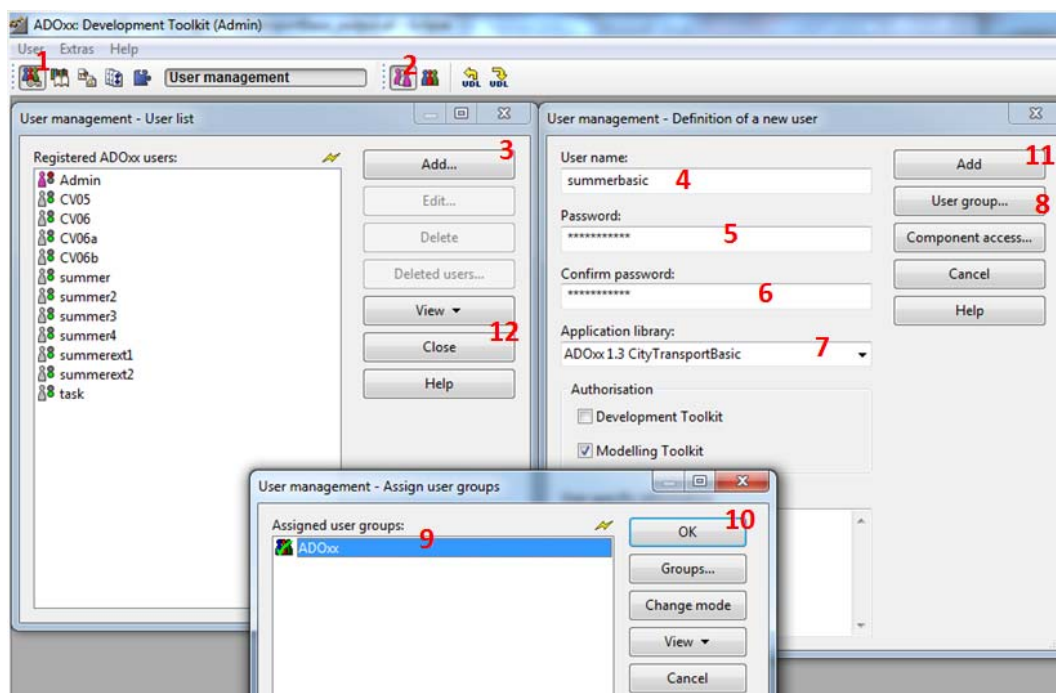 ADOxx: Development Toolkit (Admin)
User Extras Help
1
2
User management
UDL UDL
User management - User list
Registered ADOxx users:
Admin
CV05
CV06
CV06a
CV06b
summer
summer2
summer3
summer4
summerext1
summerext2
task
Add...
3
Edit...
Delete
Deleted users...
View
12
Close
Help
User management - Definition of a new user
User name:
summerbasic
4
Password:
***********
5
Confirm password:
***********
6
Application library:
ADOxx 1.3 CityTransportBasic
7
Authorisation
Development Toolkit
Modelling Toolkit
Add
11
User group...
8
Component access...
Cancel
Help
User management - Assign user groups
Assigned user groups:
9
ADOxx
10
OK
Groups...
Change mode
View
Cancel